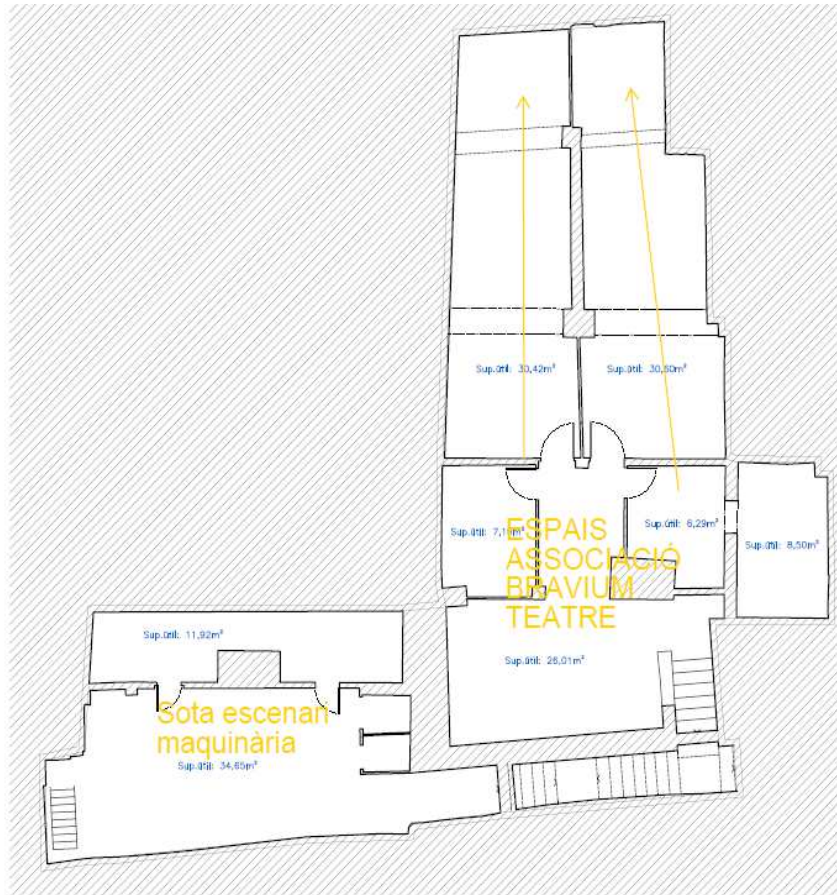 Sup.útil: 30,42m²
Sup.útil: 30,60m²
Sup.útil: 7,19m²
Sup.útil: 6,29m²
Sup.útil: 8,50m²
ESPAIS
ASSOCIACIÓ
BRAVIUM
TEATRE
Sup.útil: 26,01m²
Sup.útil: 11,92m²
Sota escenari
maquinària
Sup.útil: 34,65m²